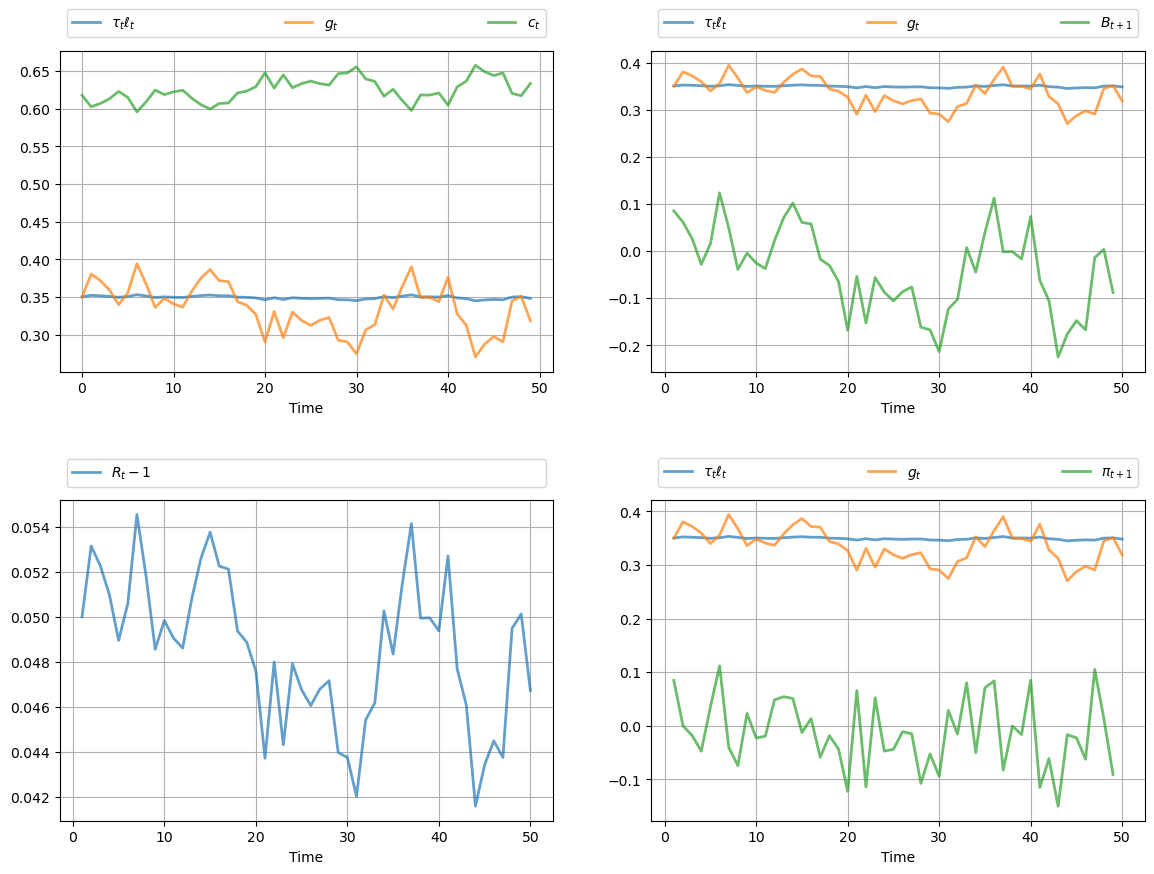 τₜℓₜ gₜ cₜ
0.65
0.60
0.55
0.50
0.45
0.40
0.35
0.30
0 10 20 30 40 50
Time
τₜℓₜ gₜ Bₜ₊₁
0.4
0.3
0.2
0.1
0.0
−0.1
−0.2
0 10 20 30 40 50
Time
Rₜ − 1
0.054
0.052
0.050
0.048
0.046
0.044
0.042
0 10 20 30 40 50
Time
τₜℓₜ gₜ πₜ₊₁
0.4
0.3
0.2
0.1
0.0
−0.1
0 10 20 30 40 50
Time